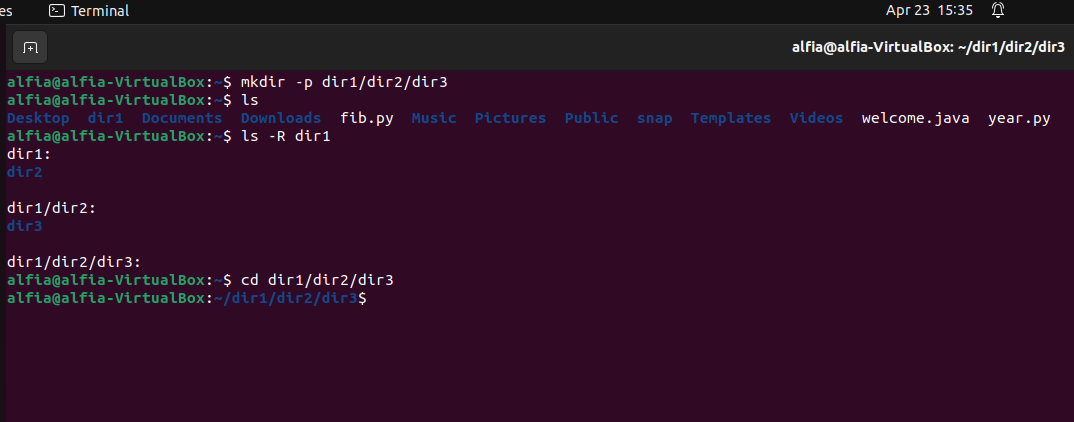 es Terminal Apr 23 15:35
alfia@alfia-VirtualBox: ~/dir1/dir2/dir3
alfia@alfia-VirtualBox:~$ mkdir -p dir1/dir2/dir3
alfia@alfia-VirtualBox:~$ ls
Desktop dir1 Documents Downloads fib.py Music Pictures Public snap Templates Videos welcome.java year.py
alfia@alfia-VirtualBox:~$ ls -R dir1
dir1:
dir2
dir1/dir2:
dir3
dir1/dir2/dir3:
alfia@alfia-VirtualBox:~$ cd dir1/dir2/dir3
alfia@alfia-VirtualBox:~/dir1/dir2/dir3$